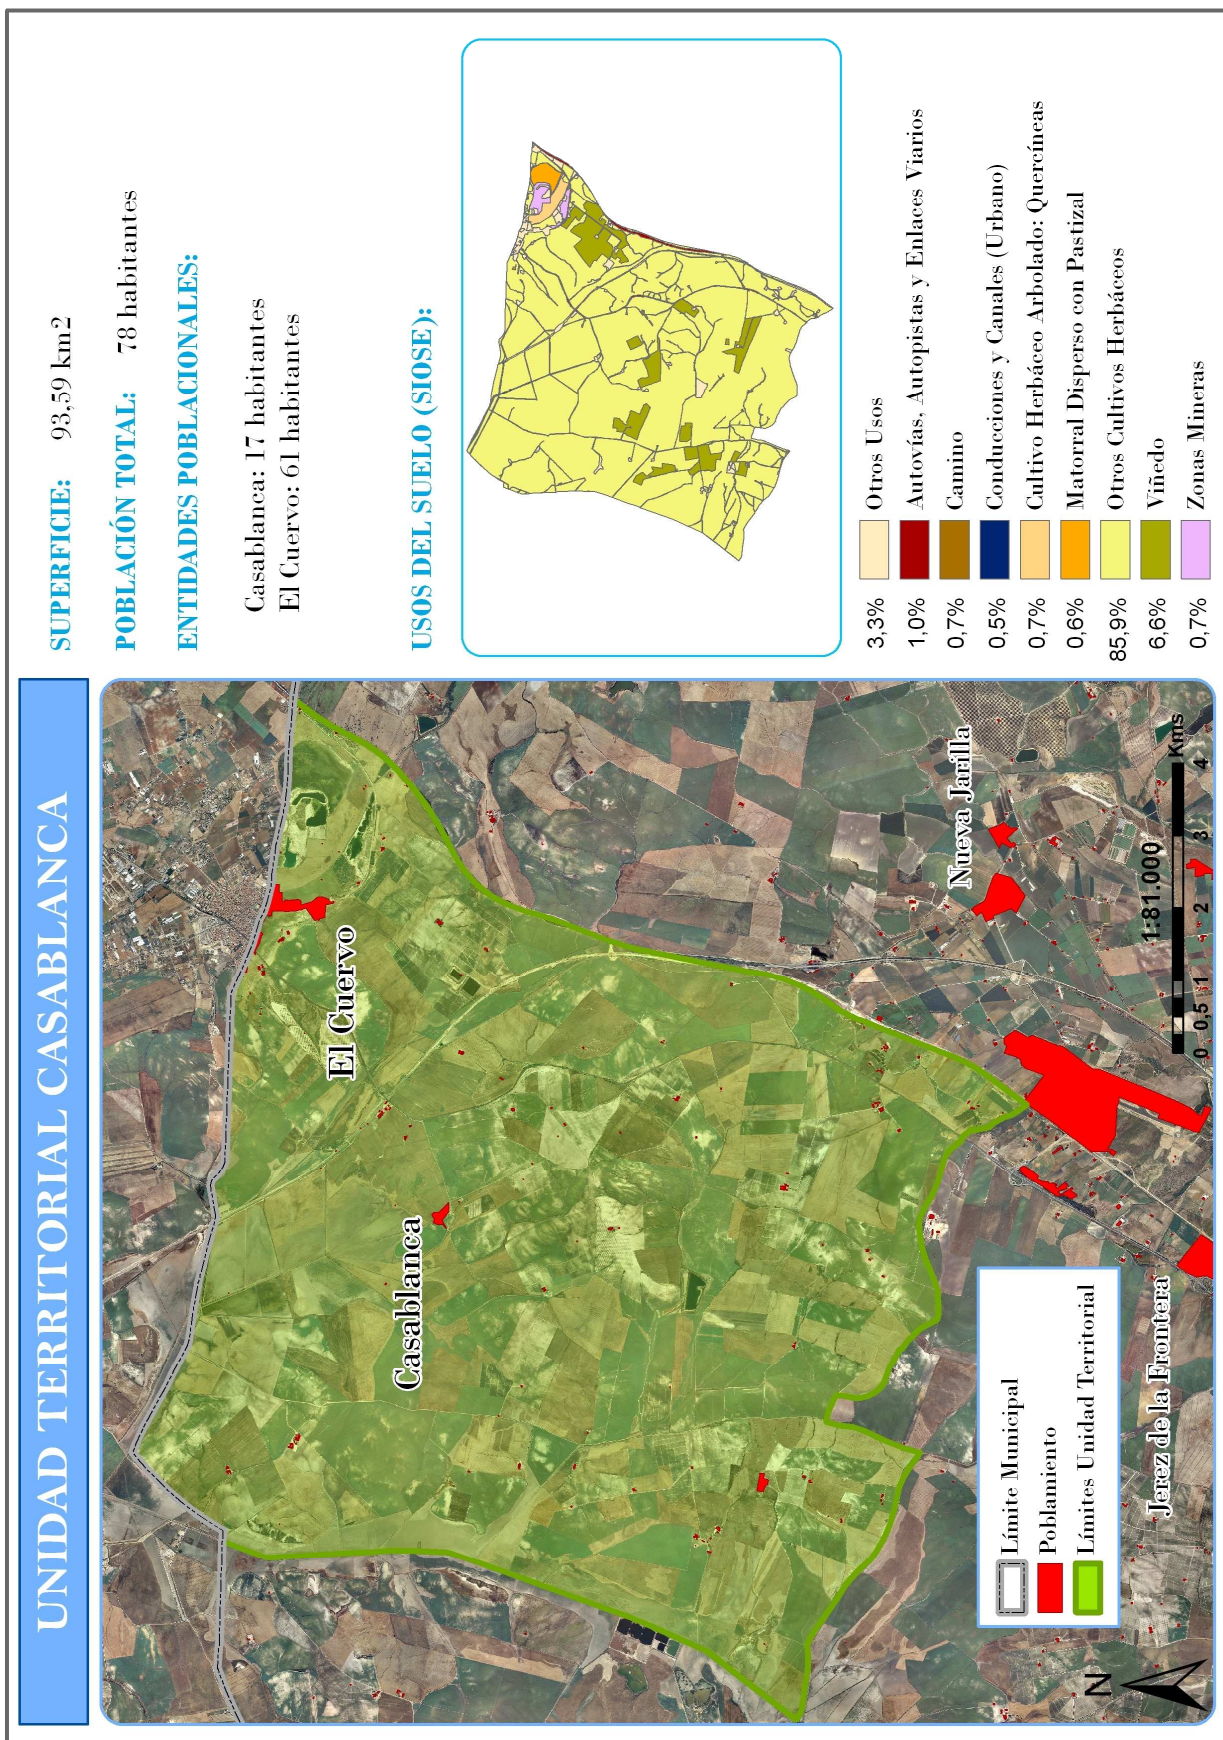 UNIDAD TERRITORIAL CASABLANCA
SUPERFICIE: 93,59 km2
POBLACIÓN TOTAL: 78 habitantes
ENTIDADES POBLACIONALES:
Casablanca: 17 habitantes
El Cuervo: 61 habitantes
USOS DEL SUELO (SIOSE):
3,3% Otros Usos
1,0% Autovías, Autopistas y Enlaces Viarios
0,7% Camino
0,5% Conducciones y Canales (Urbano)
0,7% Cultivo Herbáceo Arbolado: Quercíneas
0,6% Matorral Disperso con Pastizal
85,9% Otros Cultivos Herbáceos
6,6% Viñedo
0,7% Zonas Mineras
El Cuervo
Casablanca
Nueva Jarilla
Jerez de la Frontera
Límite Municipal
Poblamiento
Límites Unidad Territorial
N
1:81.000
0 0,5 1 2 3 4
Kms